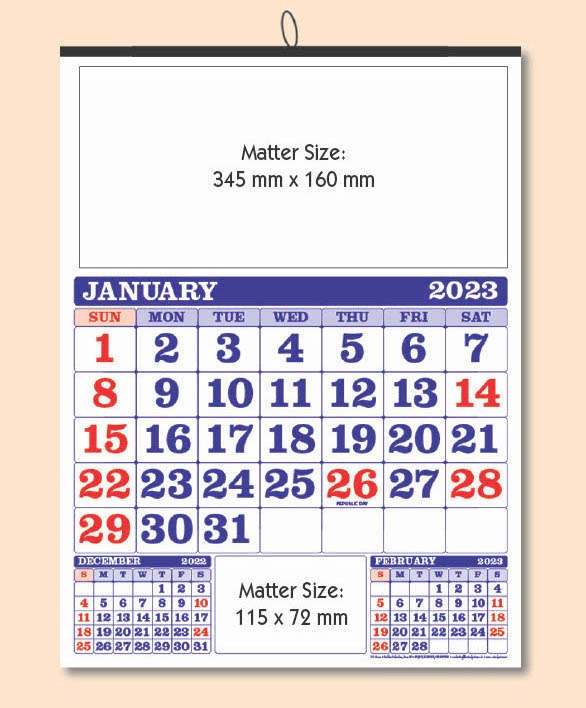 Matter Size:
345 mm x 160 mm
JANUARY 2023
SUN MON TUE WED THU FRI SAT
1 2 3 4 5 6 7
8 9 10 11 12 13 14
15 16 17 18 19 20 21
22 23 24 25 26 27 28
REPUBLIC DAY
29 30 31
DECEMBER 2022
S M T W T F S
1 2 3
4 5 6 7 8 9 10
11 12 13 14 15 16 17
18 19 20 21 22 23 24
25 26 27 28 29 30 31
Matter Size:
115 x 72 mm
FEBRUARY 2023
S M T W T F S
1 2 3 4
5 6 7 8 9 10 11
12 13 14 15 16 17 18
19 20 21 22 23 24 25
26 27 28